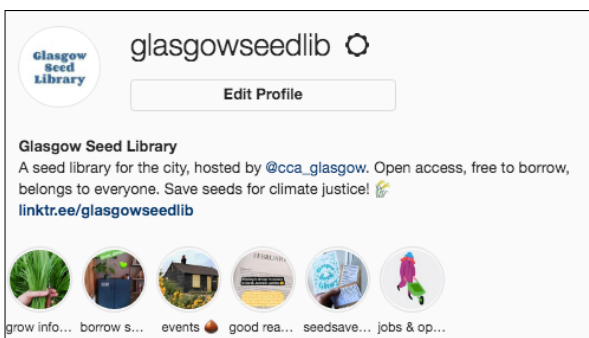 Glasgow
Seed
Library
glasgowseedlib
Edit Profile
Glasgow Seed Library
A seed library for the city, hosted by @cca_glasgow. Open access, free to borrow,
belongs to everyone. Save seeds for climate justice! 🌾
linktr.ee/glasgowseedlib
FEBRUARY
grow info... borrow s... events 🌰 good rea... seedsave... jobs & op...